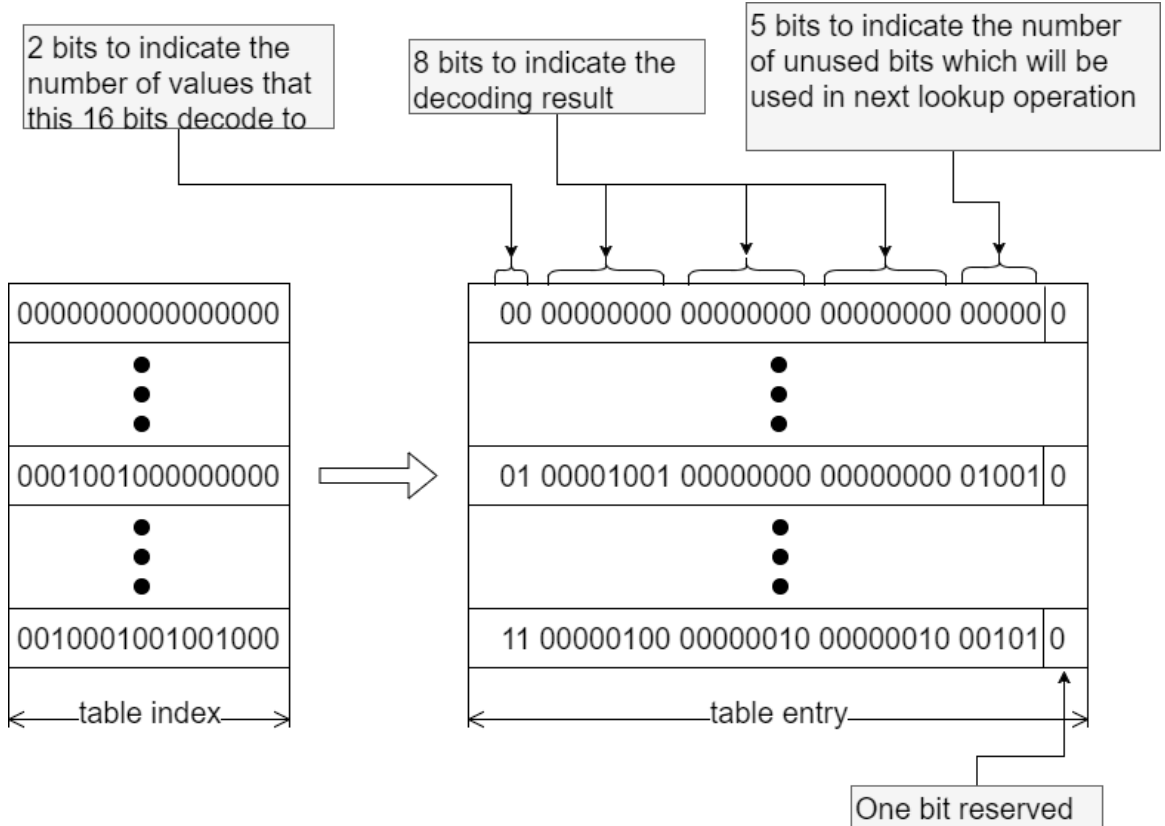 2 bits to indicate the
number of values that
this 16 bits decode to
8 bits to indicate the
decoding result
5 bits to indicate the number
of unused bits which will be
used in next lookup operation
0000000000000000
00 00000000 00000000 00000000 00000 0
0001001000000000
01 00001001 00000000 00000000 01001 0
0010001001001000
11 00000100 00000010 00000010 00101 0
table index
table entry
One bit reserved